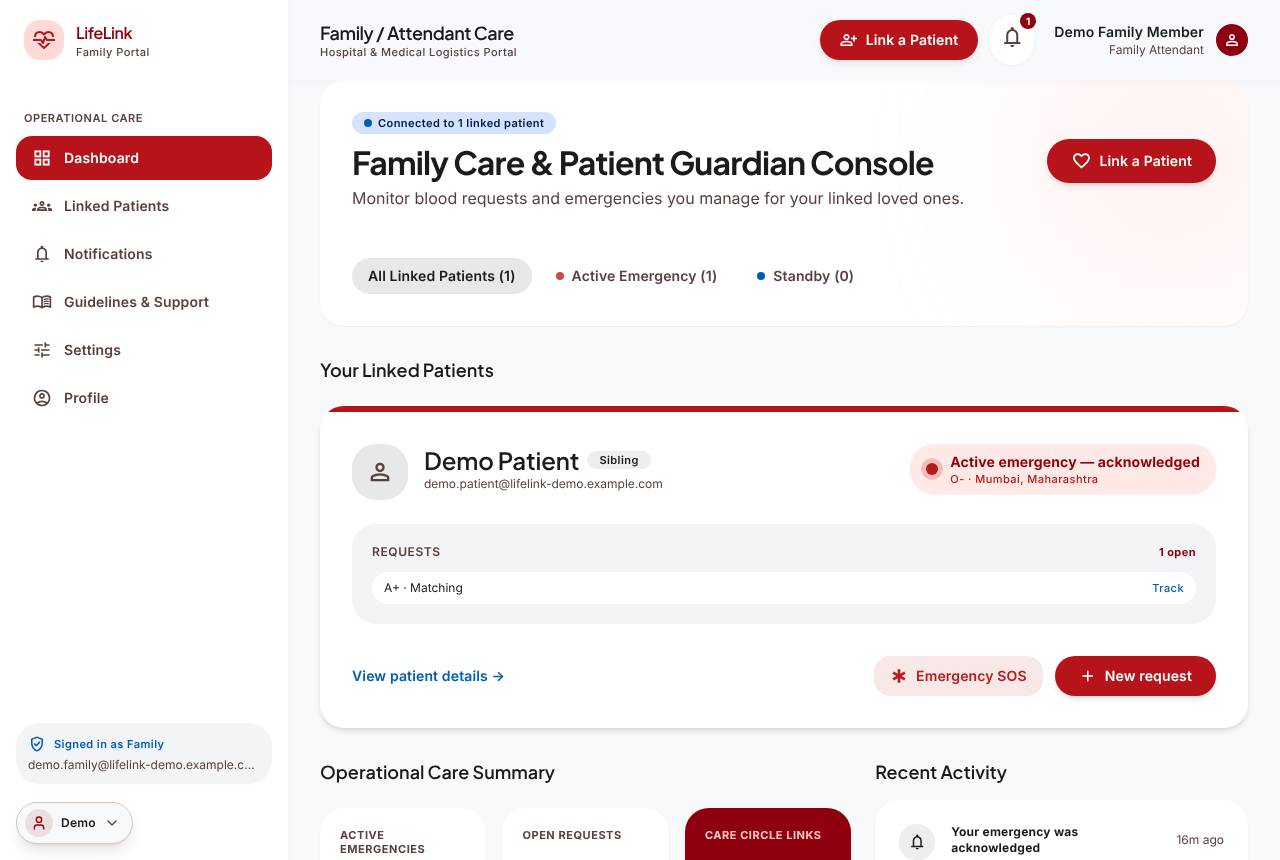 LifeLink
Family Portal
OPERATIONAL CARE
Dashboard
Linked Patients
Notifications
Guidelines & Support
Settings
Profile
Signed in as Family
demo.family@lifelink-demo.example.c...
Demo
Family / Attendant Care
Hospital & Medical Logistics Portal
Link a Patient
1
Demo Family Member
Family Attendant
Connected to 1 linked patient
Family Care & Patient Guardian Console
Monitor blood requests and emergencies you manage for your linked loved ones.
Link a Patient
All Linked Patients (1)
Active Emergency (1)
Standby (0)
Your Linked Patients
Demo Patient
Sibling
demo.patient@lifelink-demo.example.com
Active emergency — acknowledged
O- · Mumbai, Maharashtra
REQUESTS
1 open
A+ · Matching
Track
View patient details →
Emergency SOS
New request
Operational Care Summary
ACTIVE
EMERGENCIES
OPEN REQUESTS
CARE CIRCLE LINKS
Recent Activity
Your emergency was
acknowledged
16m ago